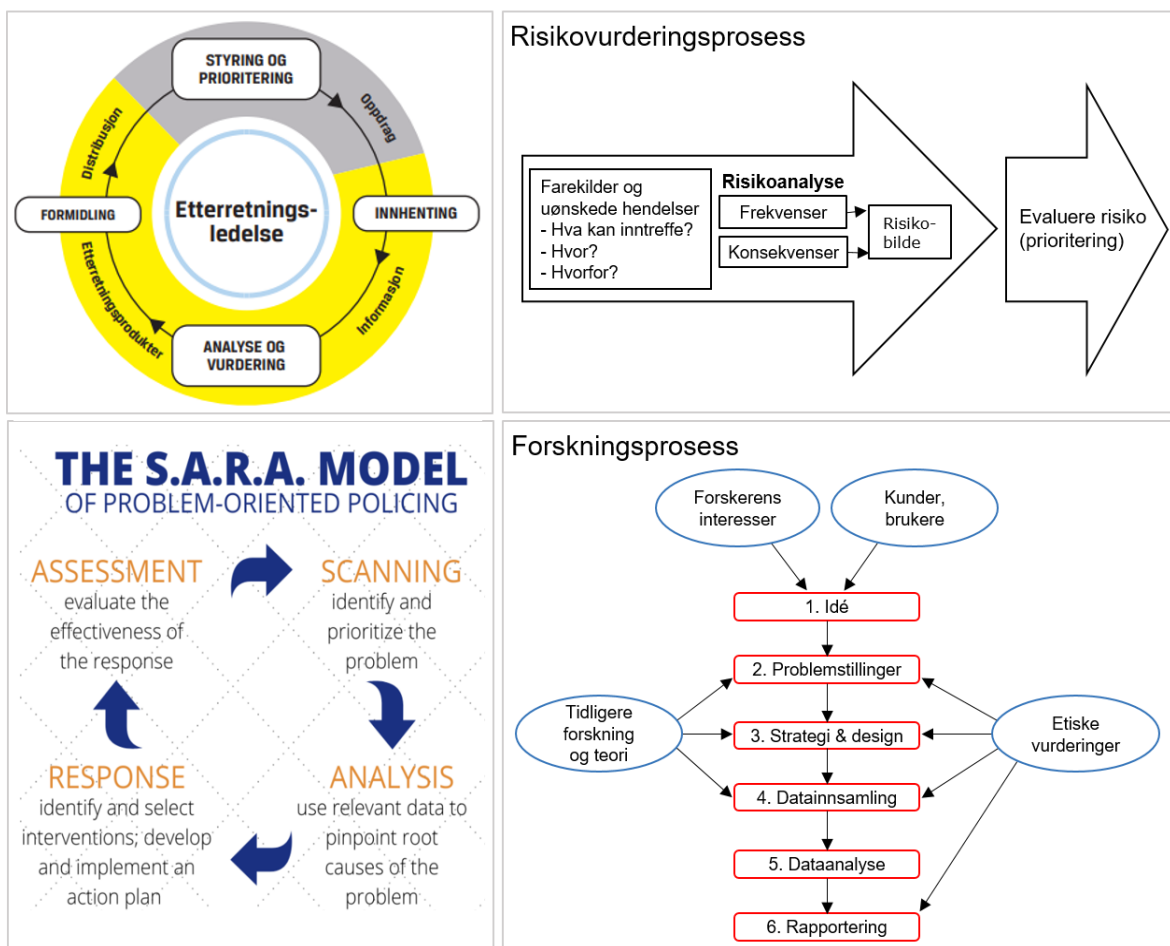 STYRING OG
PRIORITERING
Oppdrag
INNHENTING
Informasjon
ANALYSE OG
VURDERING
Etterretningsprodukter
FORMIDLING
Distribusjon
Etterretnings-
ledelse
Risikovurderingsprosess
Farekilder og
uønskede hendelser
- Hva kan inntreffe?
- Hvor?
- Hvorfor?
Risikoanalyse
Frekvenser
Konsekvenser
Risiko-
bilde
Evaluere risiko
(prioritering)
THE S.A.R.A. MODEL
OF PROBLEM-ORIENTED POLICING
ASSESSMENT
evaluate the
effectiveness of
the response
SCANNING
identify and
prioritize the
problem
RESPONSE
identify and select
interventions; develop
and implement an
action plan
ANALYSIS
use relevant data to
pinpoint root
causes of the
problem
Forskningsprosess
Forskerens
interesser
Kunder,
brukere
1. Idé
2. Problemstillinger
Tidligere
forskning
og teori
3. Strategi & design
Etiske
vurderinger
4. Datainnsamling
5. Dataanalyse
6. Rapportering